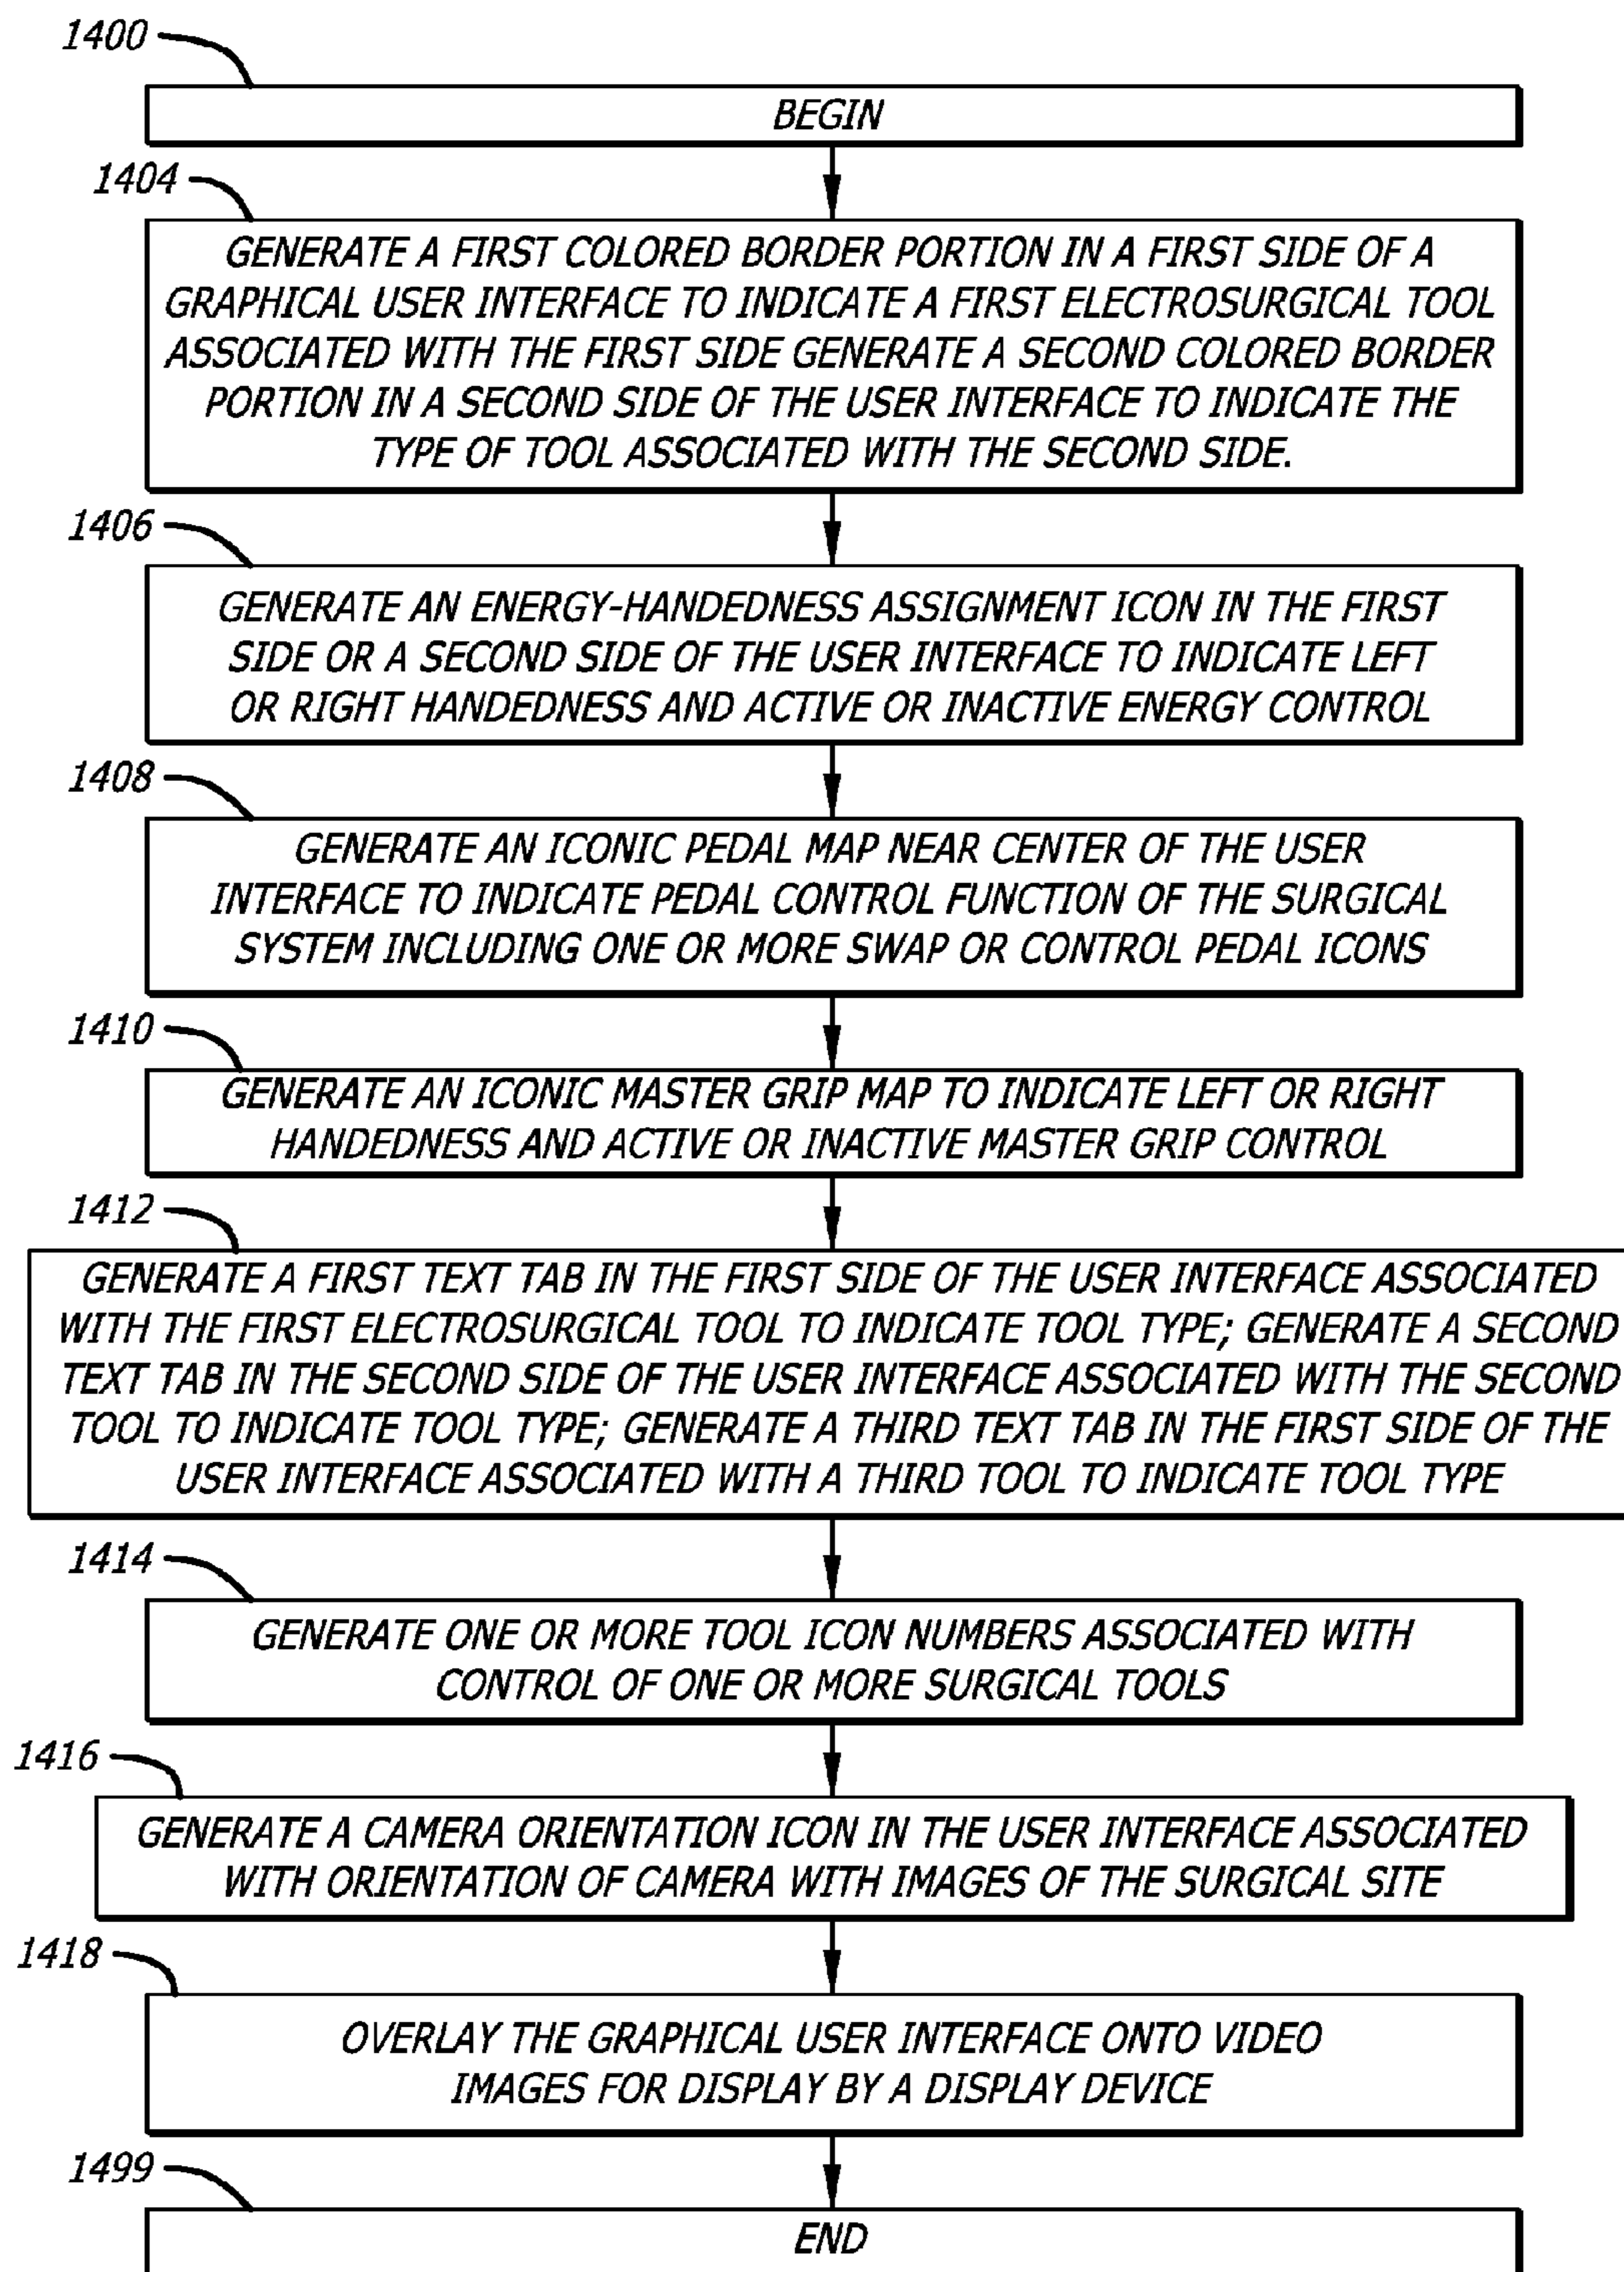 1400
BEGIN
1404
GENERATE A FIRST COLORED BORDER PORTION IN A FIRST SIDE OF A
GRAPHICAL USER INTERFACE TO INDICATE A FIRST ELECTROSURGICAL TOOL
ASSOCIATED WITH THE FIRST SIDE GENERATE A SECOND COLORED BORDER
PORTION IN A SECOND SIDE OF THE USER INTERFACE TO INDICATE THE
TYPE OF TOOL ASSOCIATED WITH THE SECOND SIDE.
1406
GENERATE AN ENERGY-HANDEDNESS ASSIGNMENT ICON IN THE FIRST
SIDE OR A SECOND SIDE OF THE USER INTERFACE TO INDICATE LEFT
OR RIGHT HANDEDNESS AND ACTIVE OR INACTIVE ENERGY CONTROL
1408
GENERATE AN ICONIC PEDAL MAP NEAR CENTER OF THE USER
INTERFACE TO INDICATE PEDAL CONTROL FUNCTION OF THE SURGICAL
SYSTEM INCLUDING ONE OR MORE SWAP OR CONTROL PEDAL ICONS
1410
GENERATE AN ICONIC MASTER GRIP MAP TO INDICATE LEFT OR RIGHT
HANDEDNESS AND ACTIVE OR INACTIVE MASTER GRIP CONTROL
1412
GENERATE A FIRST TEXT TAB IN THE FIRST SIDE OF THE USER INTERFACE ASSOCIATED
WITH THE FIRST ELECTROSURGICAL TOOL TO INDICATE TOOL TYPE; GENERATE A SECOND
TEXT TAB IN THE SECOND SIDE OF THE USER INTERFACE ASSOCIATED WITH THE SECOND
TOOL TO INDICATE TOOL TYPE; GENERATE A THIRD TEXT TAB IN THE FIRST SIDE OF THE
USER INTERFACE ASSOCIATED WITH A THIRD TOOL TO INDICATE TOOL TYPE
1414
GENERATE ONE OR MORE TOOL ICON NUMBERS ASSOCIATED WITH
CONTROL OF ONE OR MORE SURGICAL TOOLS
1416
GENERATE A CAMERA ORIENTATION ICON IN THE USER INTERFACE ASSOCIATED
WITH ORIENTATION OF CAMERA WITH IMAGES OF THE SURGICAL SITE
1418
OVERLAY THE GRAPHICAL USER INTERFACE ONTO VIDEO
IMAGES FOR DISPLAY BY A DISPLAY DEVICE
1499
END